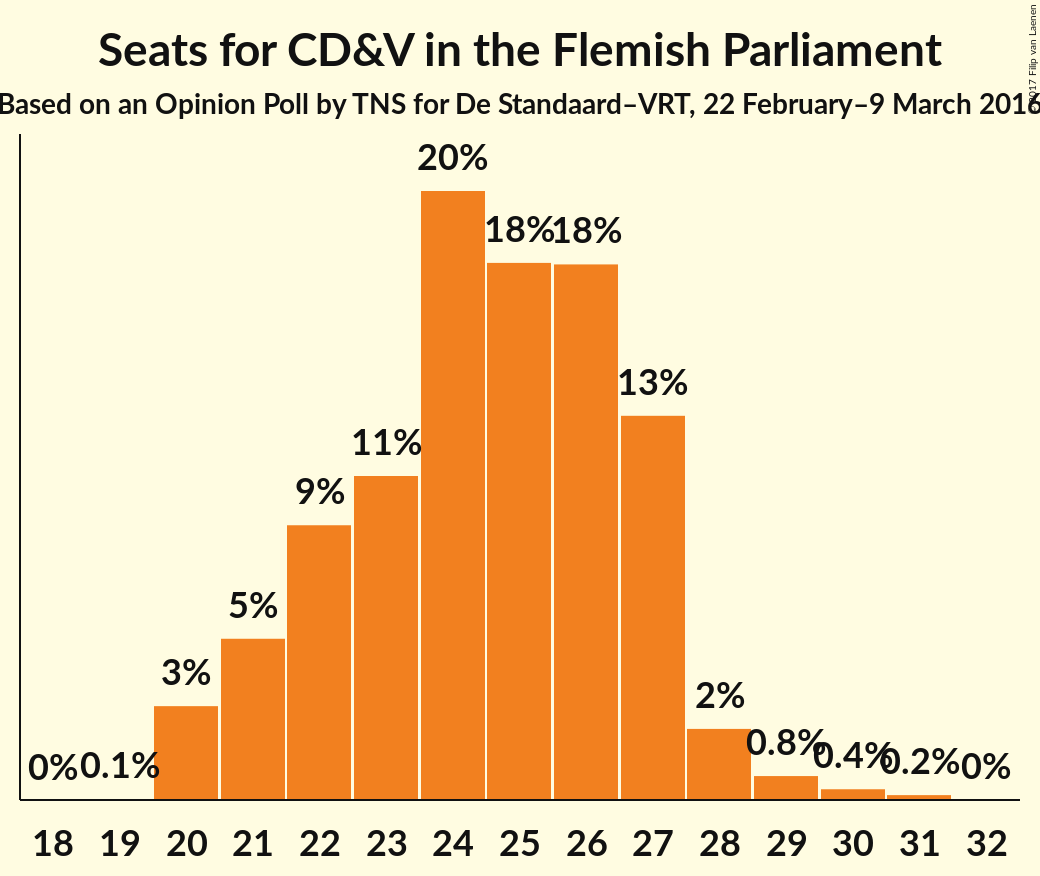 Seats for CD&V in the Flemish Parliament
Based on an Opinion Poll by TNS for De Standaard–VRT, 22 February–9 March 2016
© 2017 Filip van Laenen
20%
18% 18%
13%
11%
9%
5%
3%
2%
0% 0.1% 0.8% 0.4% 0.2% 0%
18 19 20 21 22 23 24 25 26 27 28 29 30 31 32